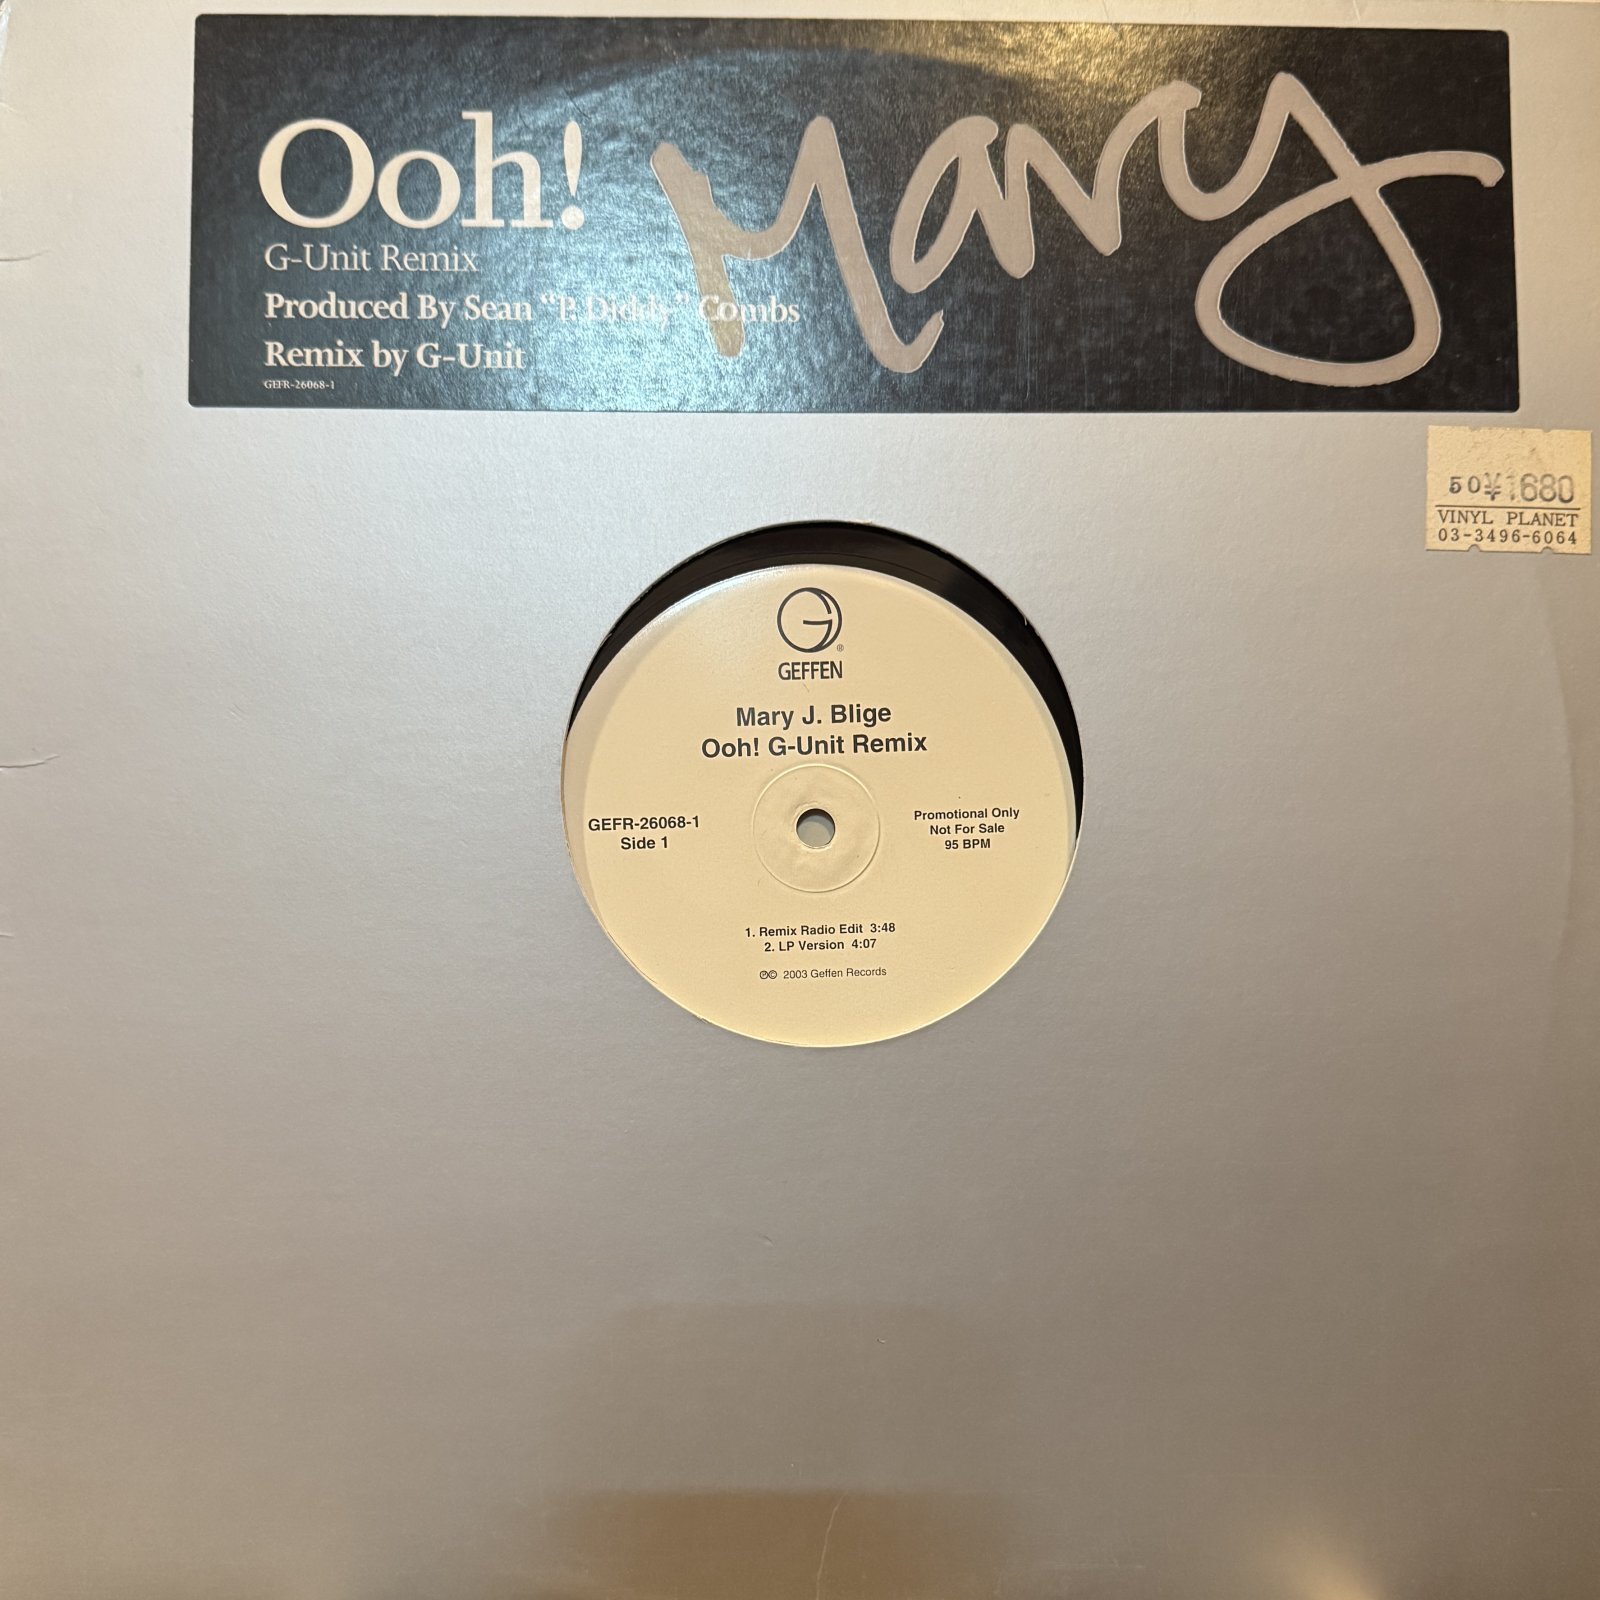 Ooh!
Mary
G-Unit Remix
Produced By Sean "P. Diddy" Combs
Remix by G-Unit
GEFR-26068-1
50¥1680
VINYL PLANET
03-3496-6064
G®
GEFFEN
Mary J. Blige
Ooh! G-Unit Remix
GEFR-26068-1
Side 1
Promotional Only
Not For Sale
95 BPM
1. Remix Radio Edit 3:48
2. LP Version 4:07
℗© 2003 Geffen Records